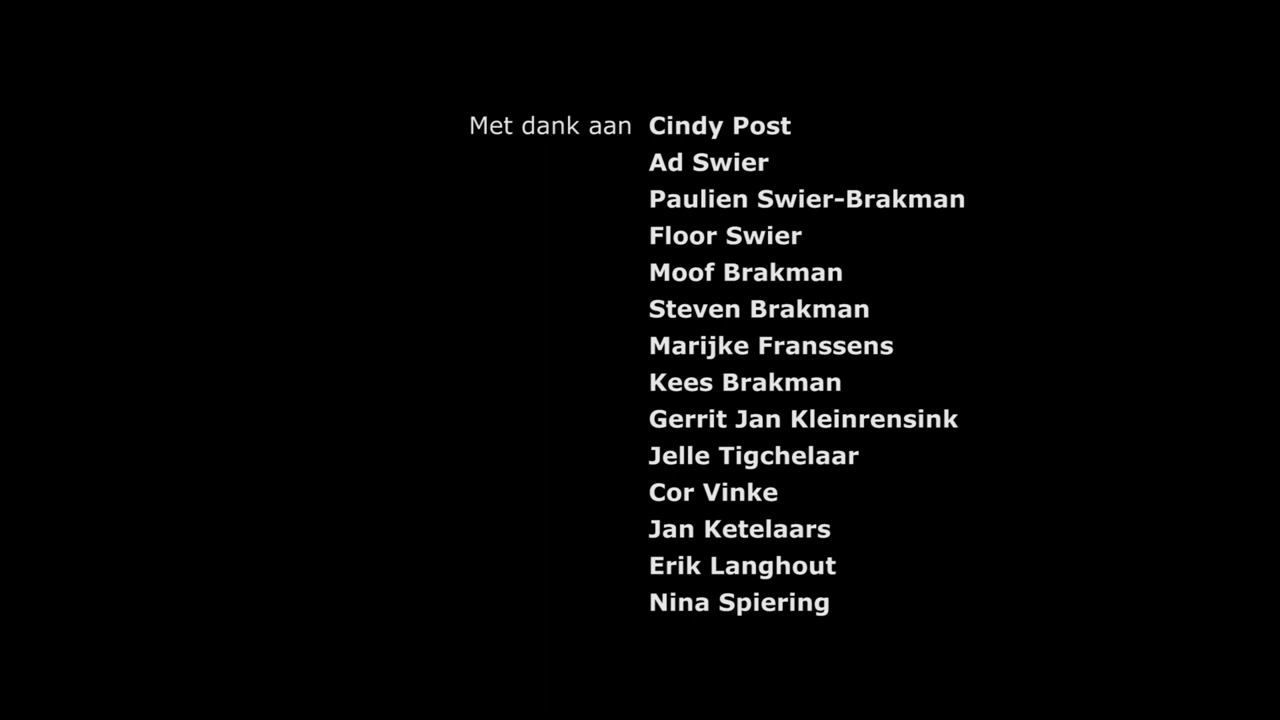 Met dank aan Cindy Post
Ad Swier
Paulien Swier-Brakman
Floor Swier
Moof Brakman
Steven Brakman
Marijke Franssens
Kees Brakman
Gerrit Jan Kleinrensink
Jelle Tigchelaar
Cor Vinke
Jan Ketelaars
Erik Langhout
Nina Spiering